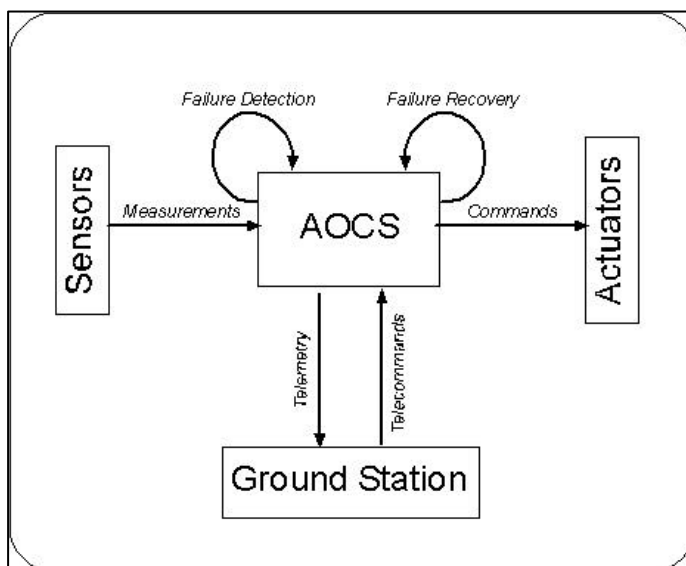 Failure Detection
Failure Recovery
Sensors
Measurements
AOCS
Commands
Actuators
Telemetry
Telecommands
Ground Station